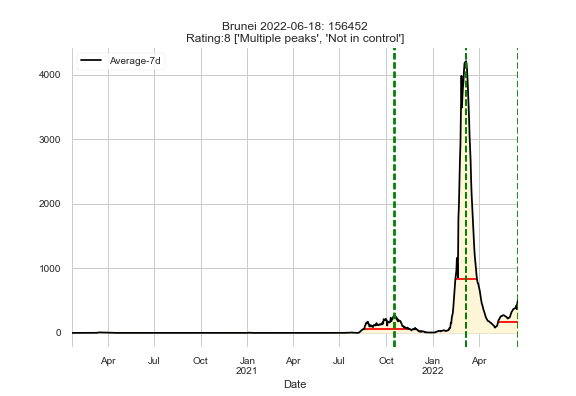 Brunei 2022-06-18: 156452
Rating:8 ['Multiple peaks', 'Not in control']
Average-7d
4000
3000
2000
1000
0
Apr Jul Oct Jan Apr Jul Oct Jan Apr
2021 2022
Date